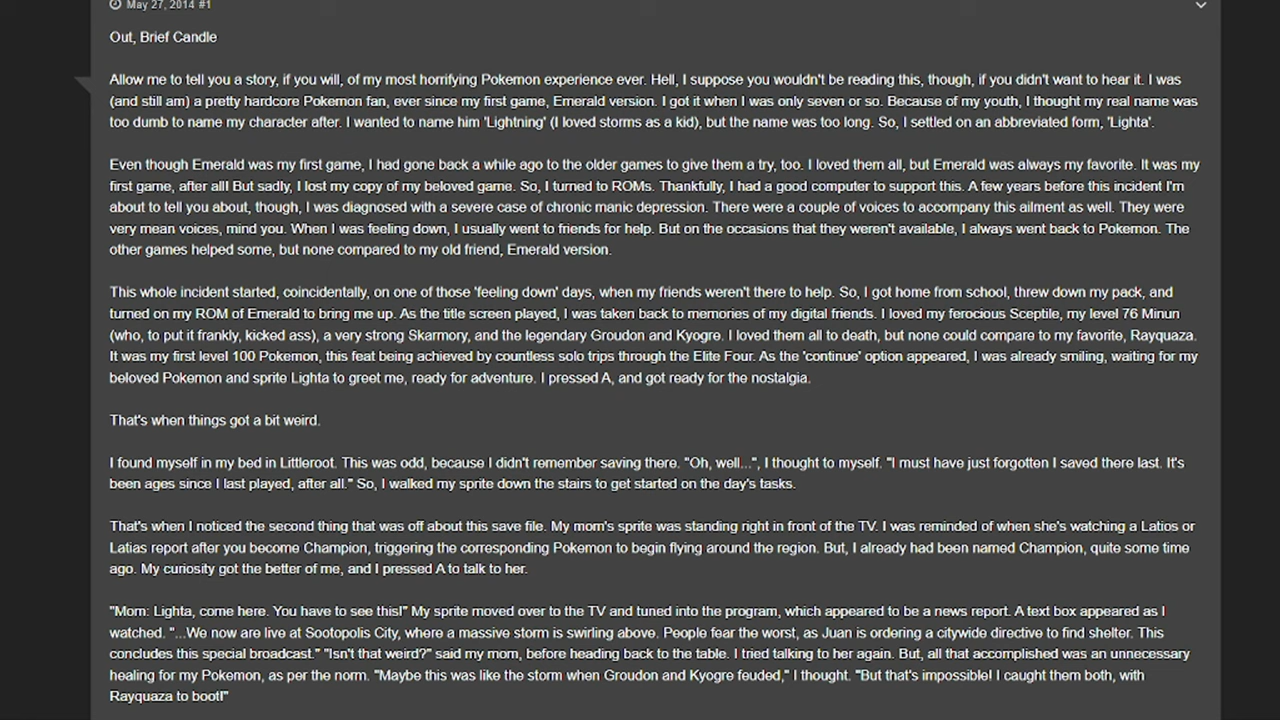 May 27, 2014 #1
Out, Brief Candle
Allow me to tell you a story, if you will, of my most horrifying Pokemon experience ever. Hell, I suppose you wouldn't be reading this, though, if you didn't want to hear it. I was
(and still am) a pretty hardcore Pokemon fan, ever since my first game, Emerald version. I got it when I was only seven or so. Because of my youth, I thought my real name was
too dumb to name my character after. I wanted to name him 'Lightning' (I loved storms as a kid), but the name was too long. So, I settled on an abbreviated form, 'Lighta'.
Even though Emerald was my first game, I had gone back a while ago to the older games to give them a try, too. I loved them all, but Emerald was always my favorite. It was my
first game, after all! But sadly, I lost my copy of my beloved game. So, I turned to ROMs. Thankfully, I had a good computer to support this. A few years before this incident I'm
about to tell you about, though, I was diagnosed with a severe case of chronic manic depression. There were a couple of voices to accompany this ailment as well. They were
very mean voices, mind you. When I was feeling down, I usually went to friends for help. But on the occasions that they weren't available, I always went back to Pokemon. The
other games helped some, but none compared to my old friend, Emerald version.
This whole incident started, coincidentally, on one of those 'feeling down' days, when my friends weren't there to help. So, I got home from school, threw down my pack, and
turned on my ROM of Emerald to bring me up. As the title screen played, I was taken back to memories of my digital friends. I loved my ferocious Sceptile, my level 76 Minun
(who, to put it frankly, kicked ass), a very strong Skarmory, and the legendary Groudon and Kyogre. I loved them all to death, but none could compare to my favorite, Rayquaza.
It was my first level 100 Pokemon, this feat being achieved by countless solo trips through the Elite Four. As the 'continue' option appeared, I was already smiling, waiting for my
beloved Pokemon and sprite Lighta to greet me, ready for adventure. I pressed A, and got ready for the nostalgia.
That's when things got a bit weird.
I found myself in my bed in Littleroot. This was odd, because I didn't remember saving there. "Oh, well...", I thought to myself. "I must have just forgotten I saved there last. It's
been ages since I last played, after all." So, I walked my sprite down the stairs to get started on the day's tasks.
That's when I noticed the second thing that was off about this save file. My mom's sprite was standing right in front of the TV. I was reminded of when she's watching a Latios or
Latias report after you become Champion, triggering the corresponding Pokemon to begin flying around the region. But, I already had been named Champion, quite some time
ago. My curiosity got the better of me, and I pressed A to talk to her.
"Mom: Lighta, come here. You have to see this!" My sprite moved over to the TV and tuned into the program, which appeared to be a news report. A text box appeared as I
watched. "...We now are live at Sootopolis City, where a massive storm is swirling above. People fear the worst, as Juan is ordering a citywide directive to find shelter. This
concludes this special broadcast." "Isn't that weird?" said my mom, before heading back to the table. I tried talking to her again. But, all that accomplished was an unnecessary
healing for my Pokemon, as per the norm. "Maybe this was like the storm when Groudon and Kyogre feuded," I thought. "But that's impossible! I caught them both, with
Rayquaza to boot!"